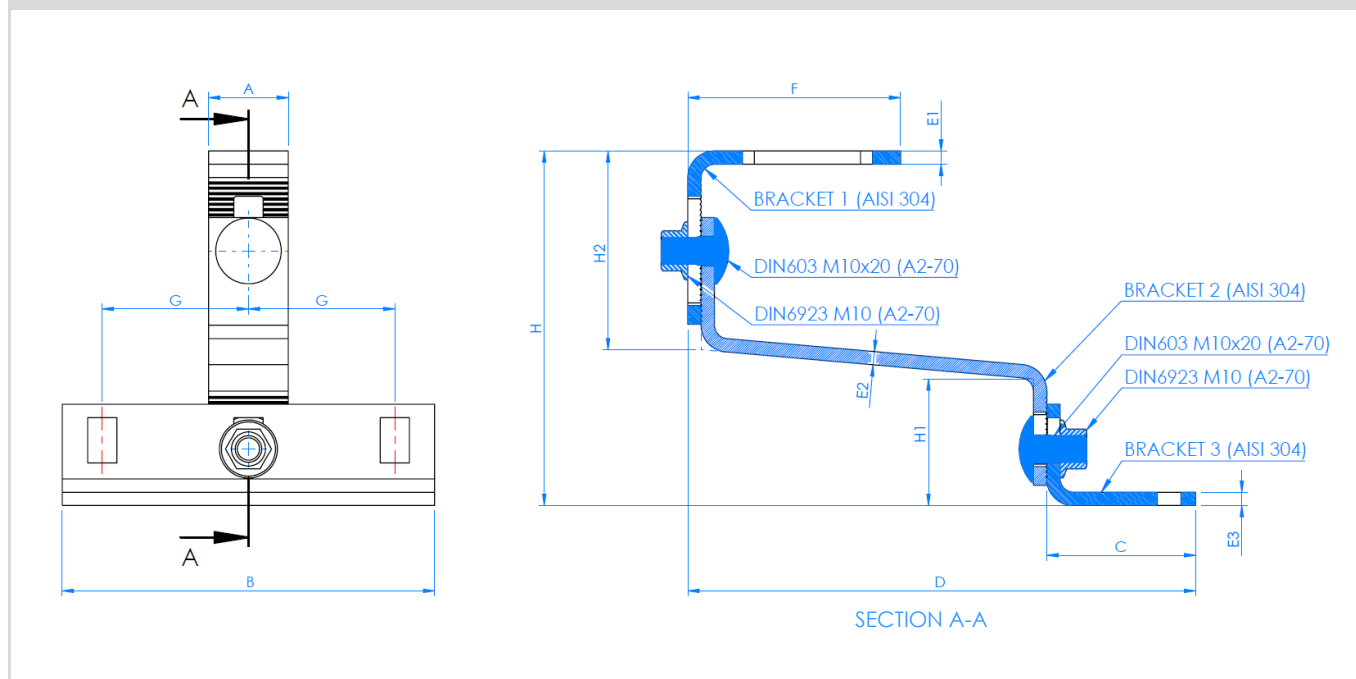 A
A
G
G
A
B
F
E1
BRACKET 1 (AISI 304)
H2
DIN603 M10x20 (A2-70)
DIN6923 M10 (A2-70)
H
E2
BRACKET 2 (AISI 304)
DIN603 M10x20 (A2-70)
DIN6923 M10 (A2-70)
H1
BRACKET 3 (AISI 304)
E3
C
D
SECTION A-A